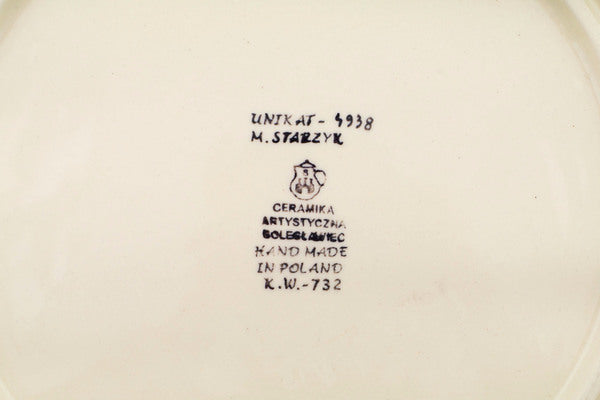 UNIKAT - 4938
M. STARZYK
CERAMIKA
ARTYSTYCZNA
BOLESŁAWIEC
HAND MADE
IN POLAND
K.W.-732